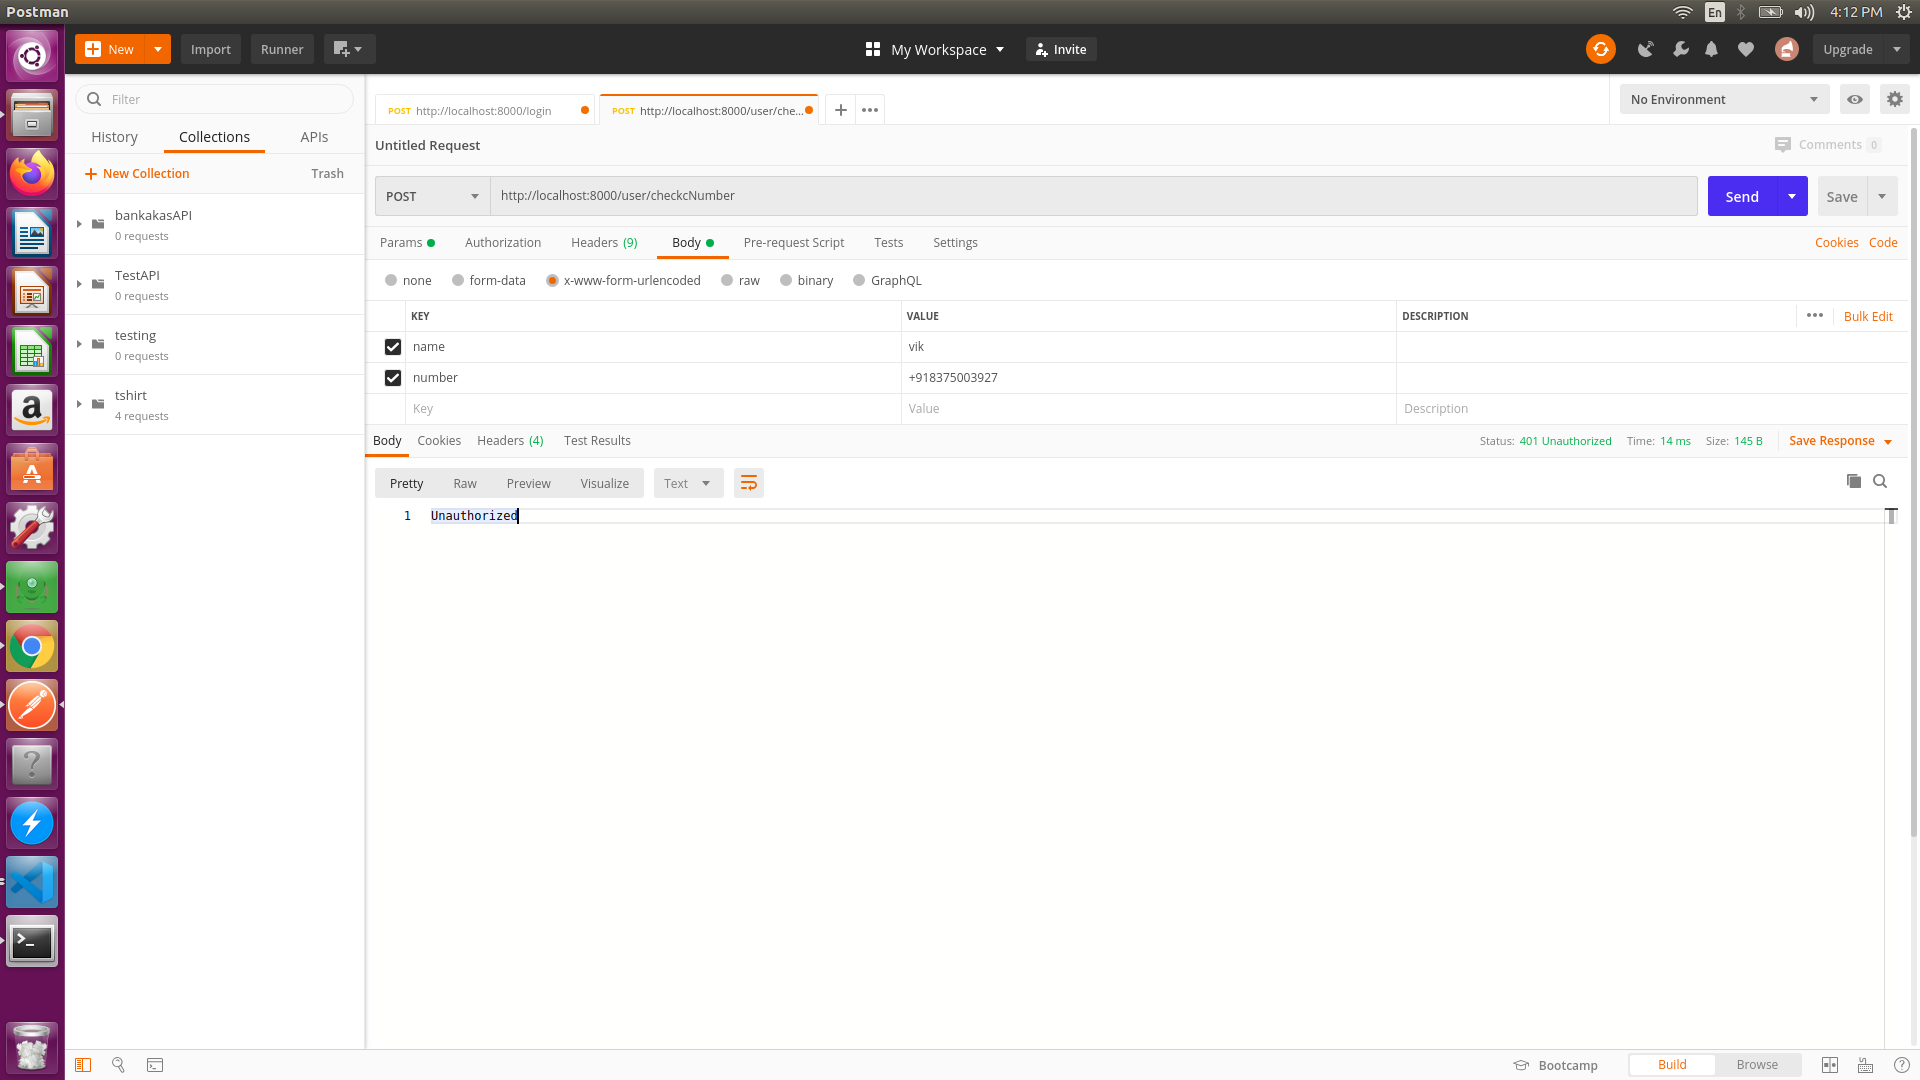 Postman
En
4:12 PM
New
Import
Runner
My Workspace
Invite
Upgrade
Filter
History Collections APIs
New Collection Trash
bankakasAPI
0 requests
TestAPI
0 requests
testing
0 requests
tshirt
4 requests
POST http://localhost:8000/login
POST http://localhost:8000/user/che...
No Environment
Untitled Request
Comments 0
POST http://localhost:8000/user/checkcNumber
Send Save
Params Authorization Headers (9) Body Pre-request Script Tests Settings Cookies Code
none form-data x-www-form-urlencoded raw binary GraphQL
KEY VALUE DESCRIPTION Bulk Edit
name vik
number +918375003927
Key Value Description
Body Cookies Headers (4) Test Results Status: 401 Unauthorized Time: 14 ms Size: 145 B Save Response
Pretty Raw Preview Visualize Text
1 Unauthorized
Bootcamp Build Browse